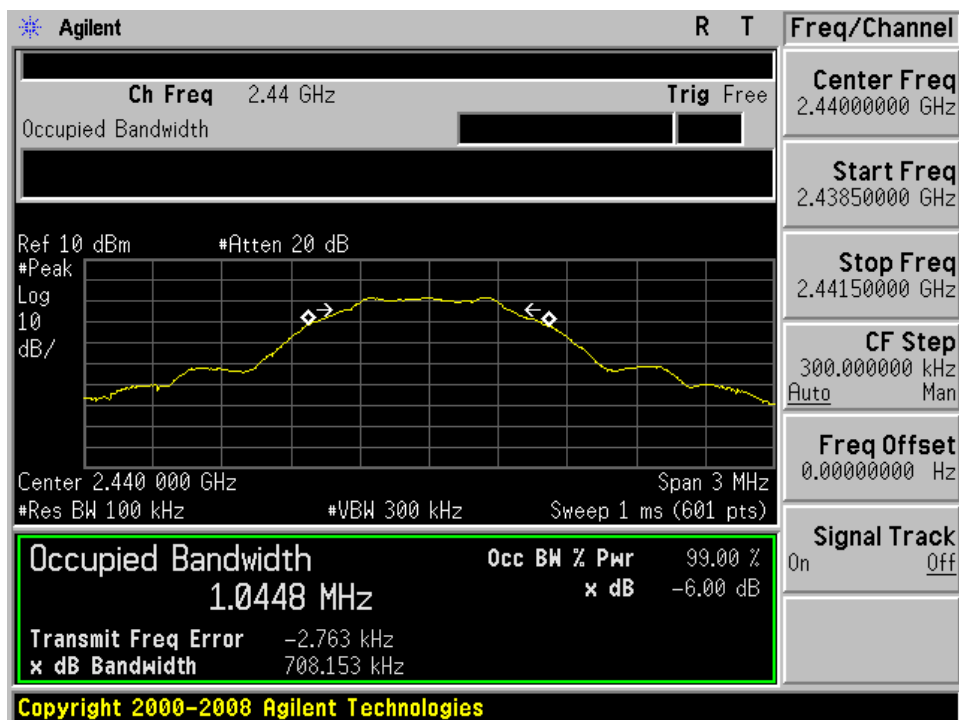 Agilent R T
Freq/Channel
Ch Freq 2.44 GHz Trig Free
Occupied Bandwidth
Center Freq
2.44000000 GHz
Start Freq
2.43850000 GHz
Stop Freq
2.44150000 GHz
CF Step
300.000000 kHz
Auto Man
Freq Offset
0.00000000 Hz
Signal Track
On Off
Ref 10 dBm #Atten 20 dB
#Peak
Log
10
dB/
Center 2.440 000 GHz Span 3 MHz
#Res BW 100 kHz #VBW 300 kHz Sweep 1 ms (601 pts)
Occupied Bandwidth Occ BW % Pwr 99.00 %
1.0448 MHz x dB -6.00 dB
Transmit Freq Error -2.763 kHz
x dB Bandwidth 708.153 kHz
Copyright 2000-2008 Agilent Technologies